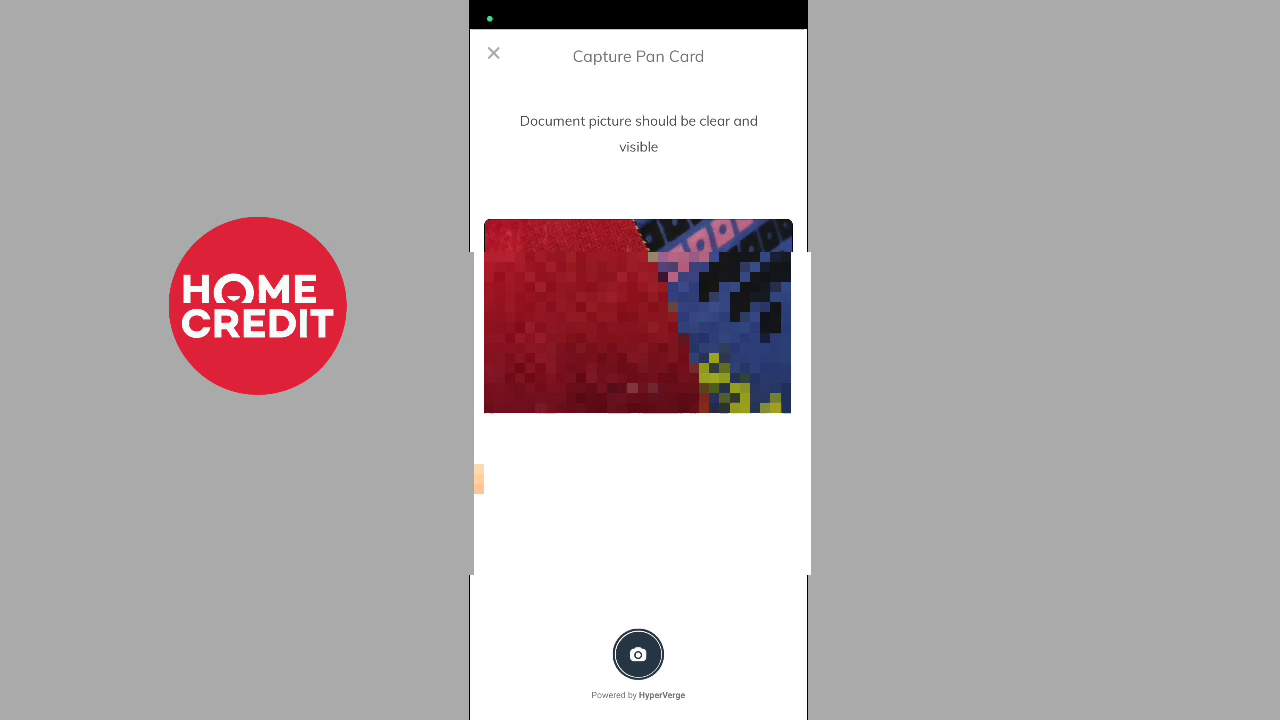 Capture Pan Card
Document picture should be clear and
visible
HOME
CREDIT
Powered by HyperVerge